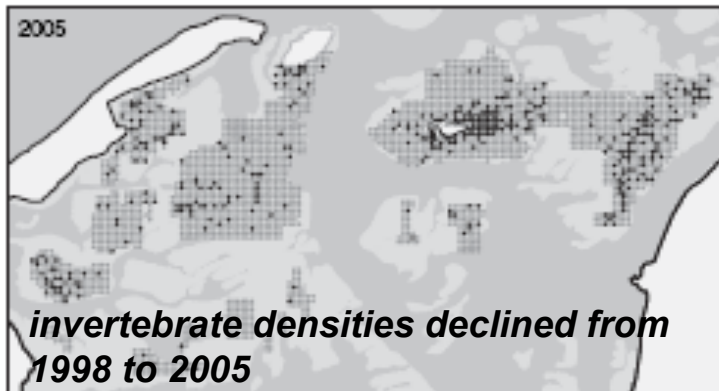 2005
invertebrate densities declined from
1998 to 2005